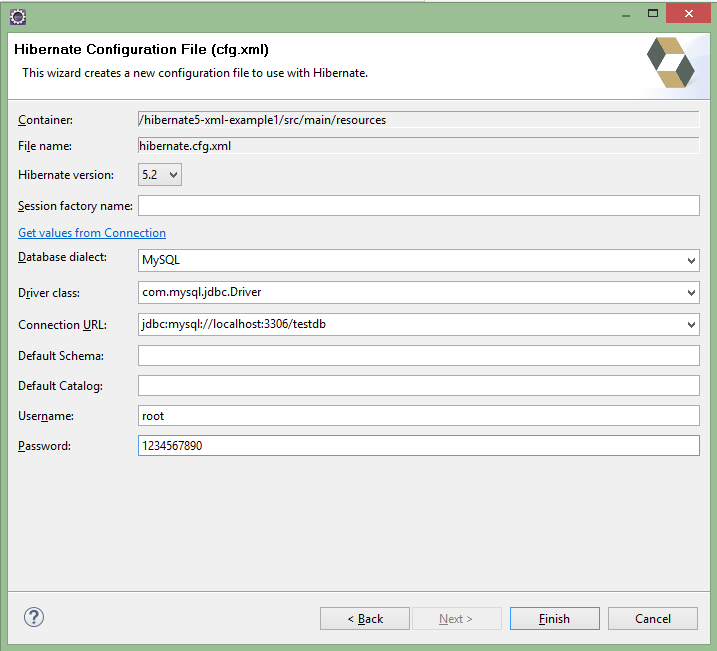 Hibernate Configuration File (cfg.xml)
This wizard creates a new configuration file to use with Hibernate.
Container: /hibernate5-xml-example1/src/main/resources
File name: hibernate.cfg.xml
Hibernate version: 5.2
Session factory name:
Get values from Connection
Database dialect: MySQL
Driver class: com.mysql.jdbc.Driver
Connection URL: jdbc:mysql://localhost:3306/testdb
Default Schema:
Default Catalog:
Username: root
Password: 1234567890
? < Back Next > Finish Cancel